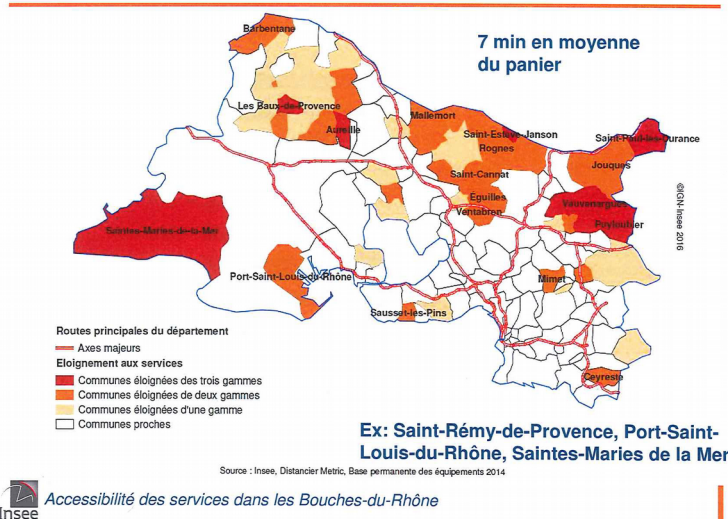 Barbentane
7 min en moyenne
du panier
Les Baux-de-Provence
Aureille
Mallemort
Saint-Estève-Janson
Rognes
Saint-Paul-lès-Durance
Jouques
Saint-Cannat
Eguilles
Ventabren
Vauvenargues
Puyloubier
©IGN-Insee 2016
Saintes-Maries-de-la-Mer
Port-Saint-Louis-du-Rhône
Mimet
Sausset-les-Pins
Ceyreste
Routes principales du département
Axes majeurs
Eloignement aux services
Communes éloignées des trois gammes
Communes éloignées de deux gammes
Communes éloignées d'une gamme
Communes proches
Ex: Saint-Rémy-de-Provence, Port-Saint-
Louis-du-Rhône, Saintes-Maries de la Mer
Source : Insee, Distancier Metric, Base permanente des équipements 2014
Insee
Accessibilité des services dans les Bouches-du-Rhône